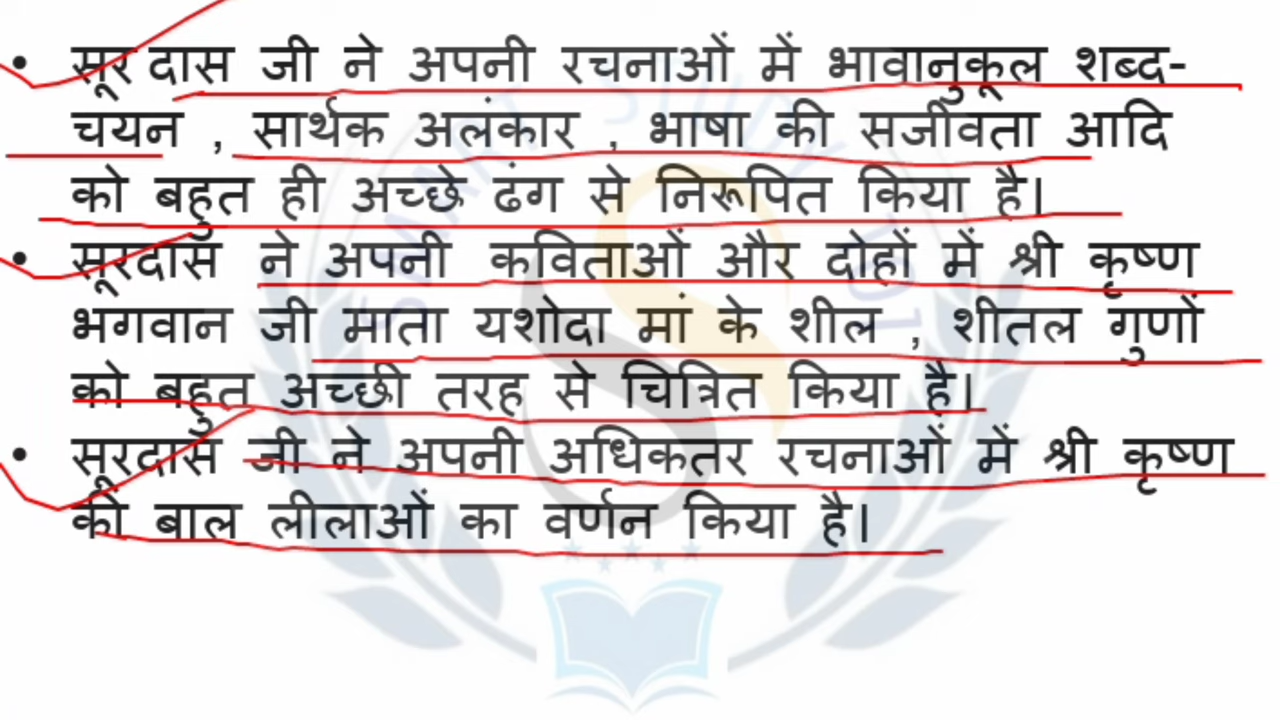 • सूर दास जी ने अपनी रचनाओं में भावानुकूल शब्द-
चयन , सार्थक अलंकार , भाषा की सजीवता आदि
को बहुत ही अच्छे ढंग से निरूपित किया है।
• सूरदास ने अपनी कविताओं और दोहों में श्री कृष्ण
भगवान जी माता यशोदा मां के शील , शीतल गुणों
को बहुत अच्छी तरह से चित्रित किया है।
• सूरदास जी ने अपनी अधिकतर रचनाओं में श्री कृष्ण
की बाल लीलाओं का वर्णन किया है।